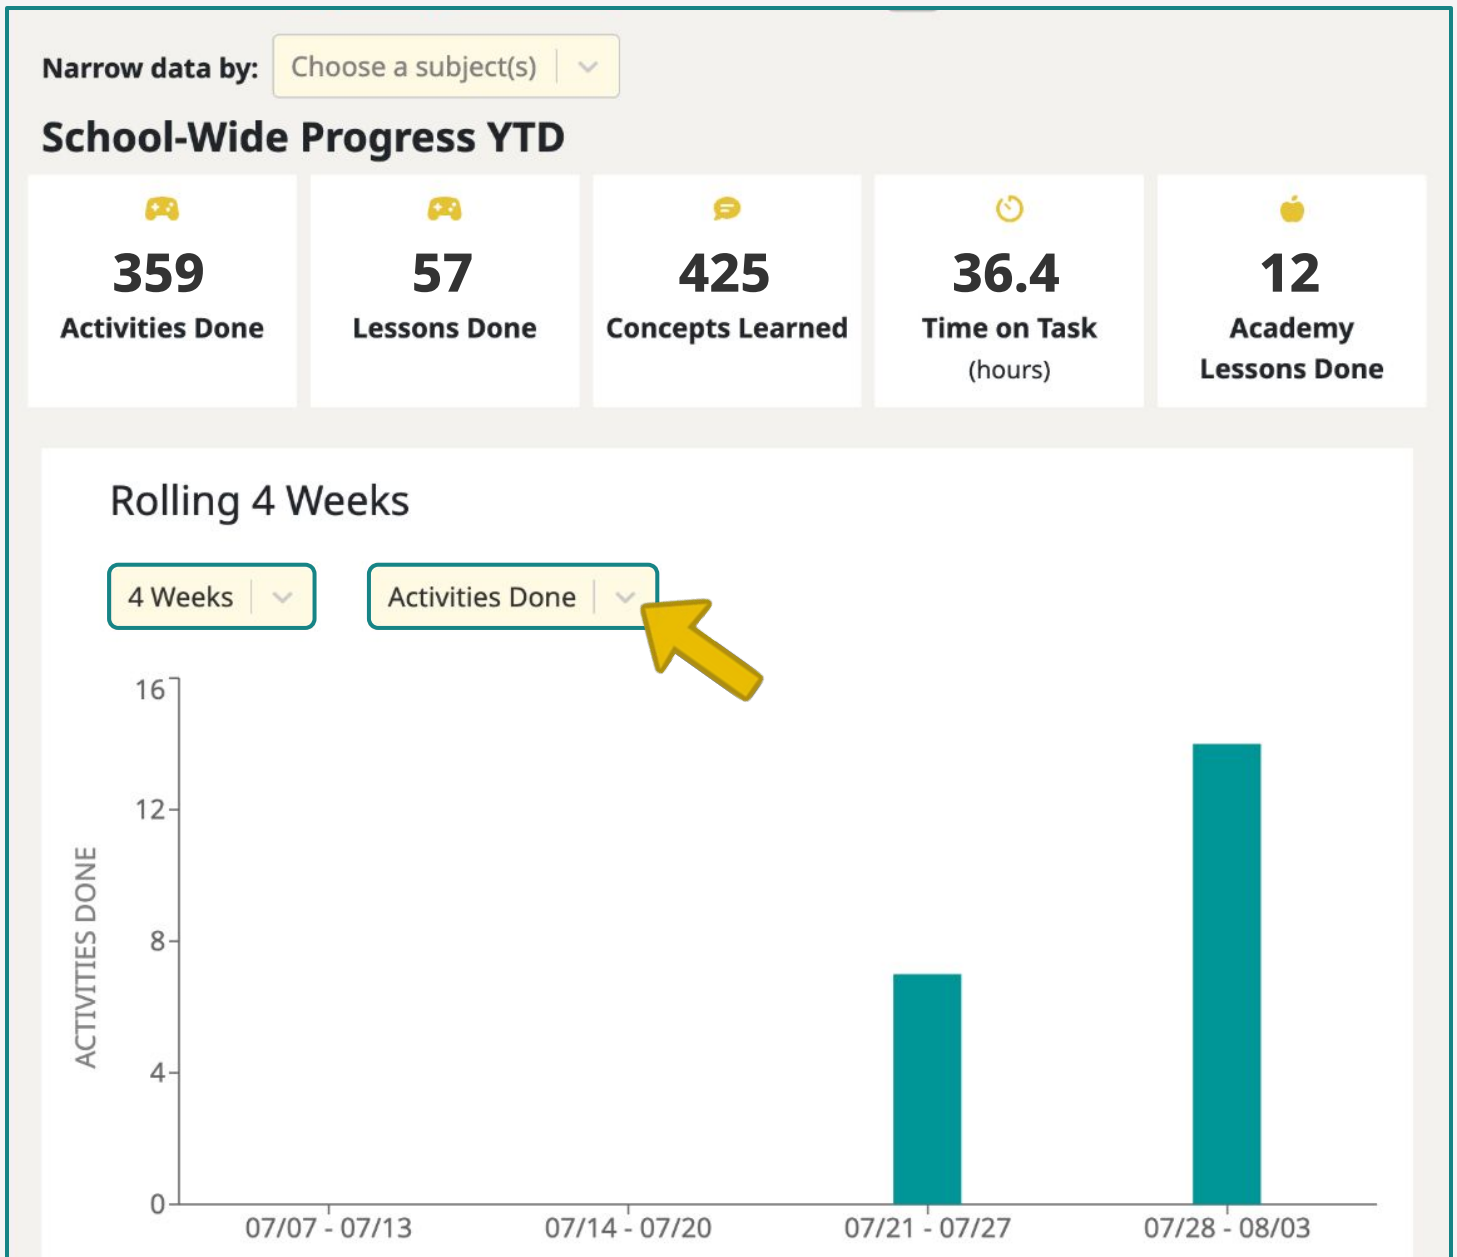 Narrow data by: Choose a subject(s)
School-Wide Progress YTD
359 57 425 36.4 12
Activities Done Lessons Done Concepts Learned Time on Task Academy
(hours) Lessons Done
Rolling 4 Weeks
4 Weeks Activities Done
16
12
8
4
0
ACTIVITIES DONE
07/07 - 07/13 07/14 - 07/20 07/21 - 07/27 07/28 - 08/03